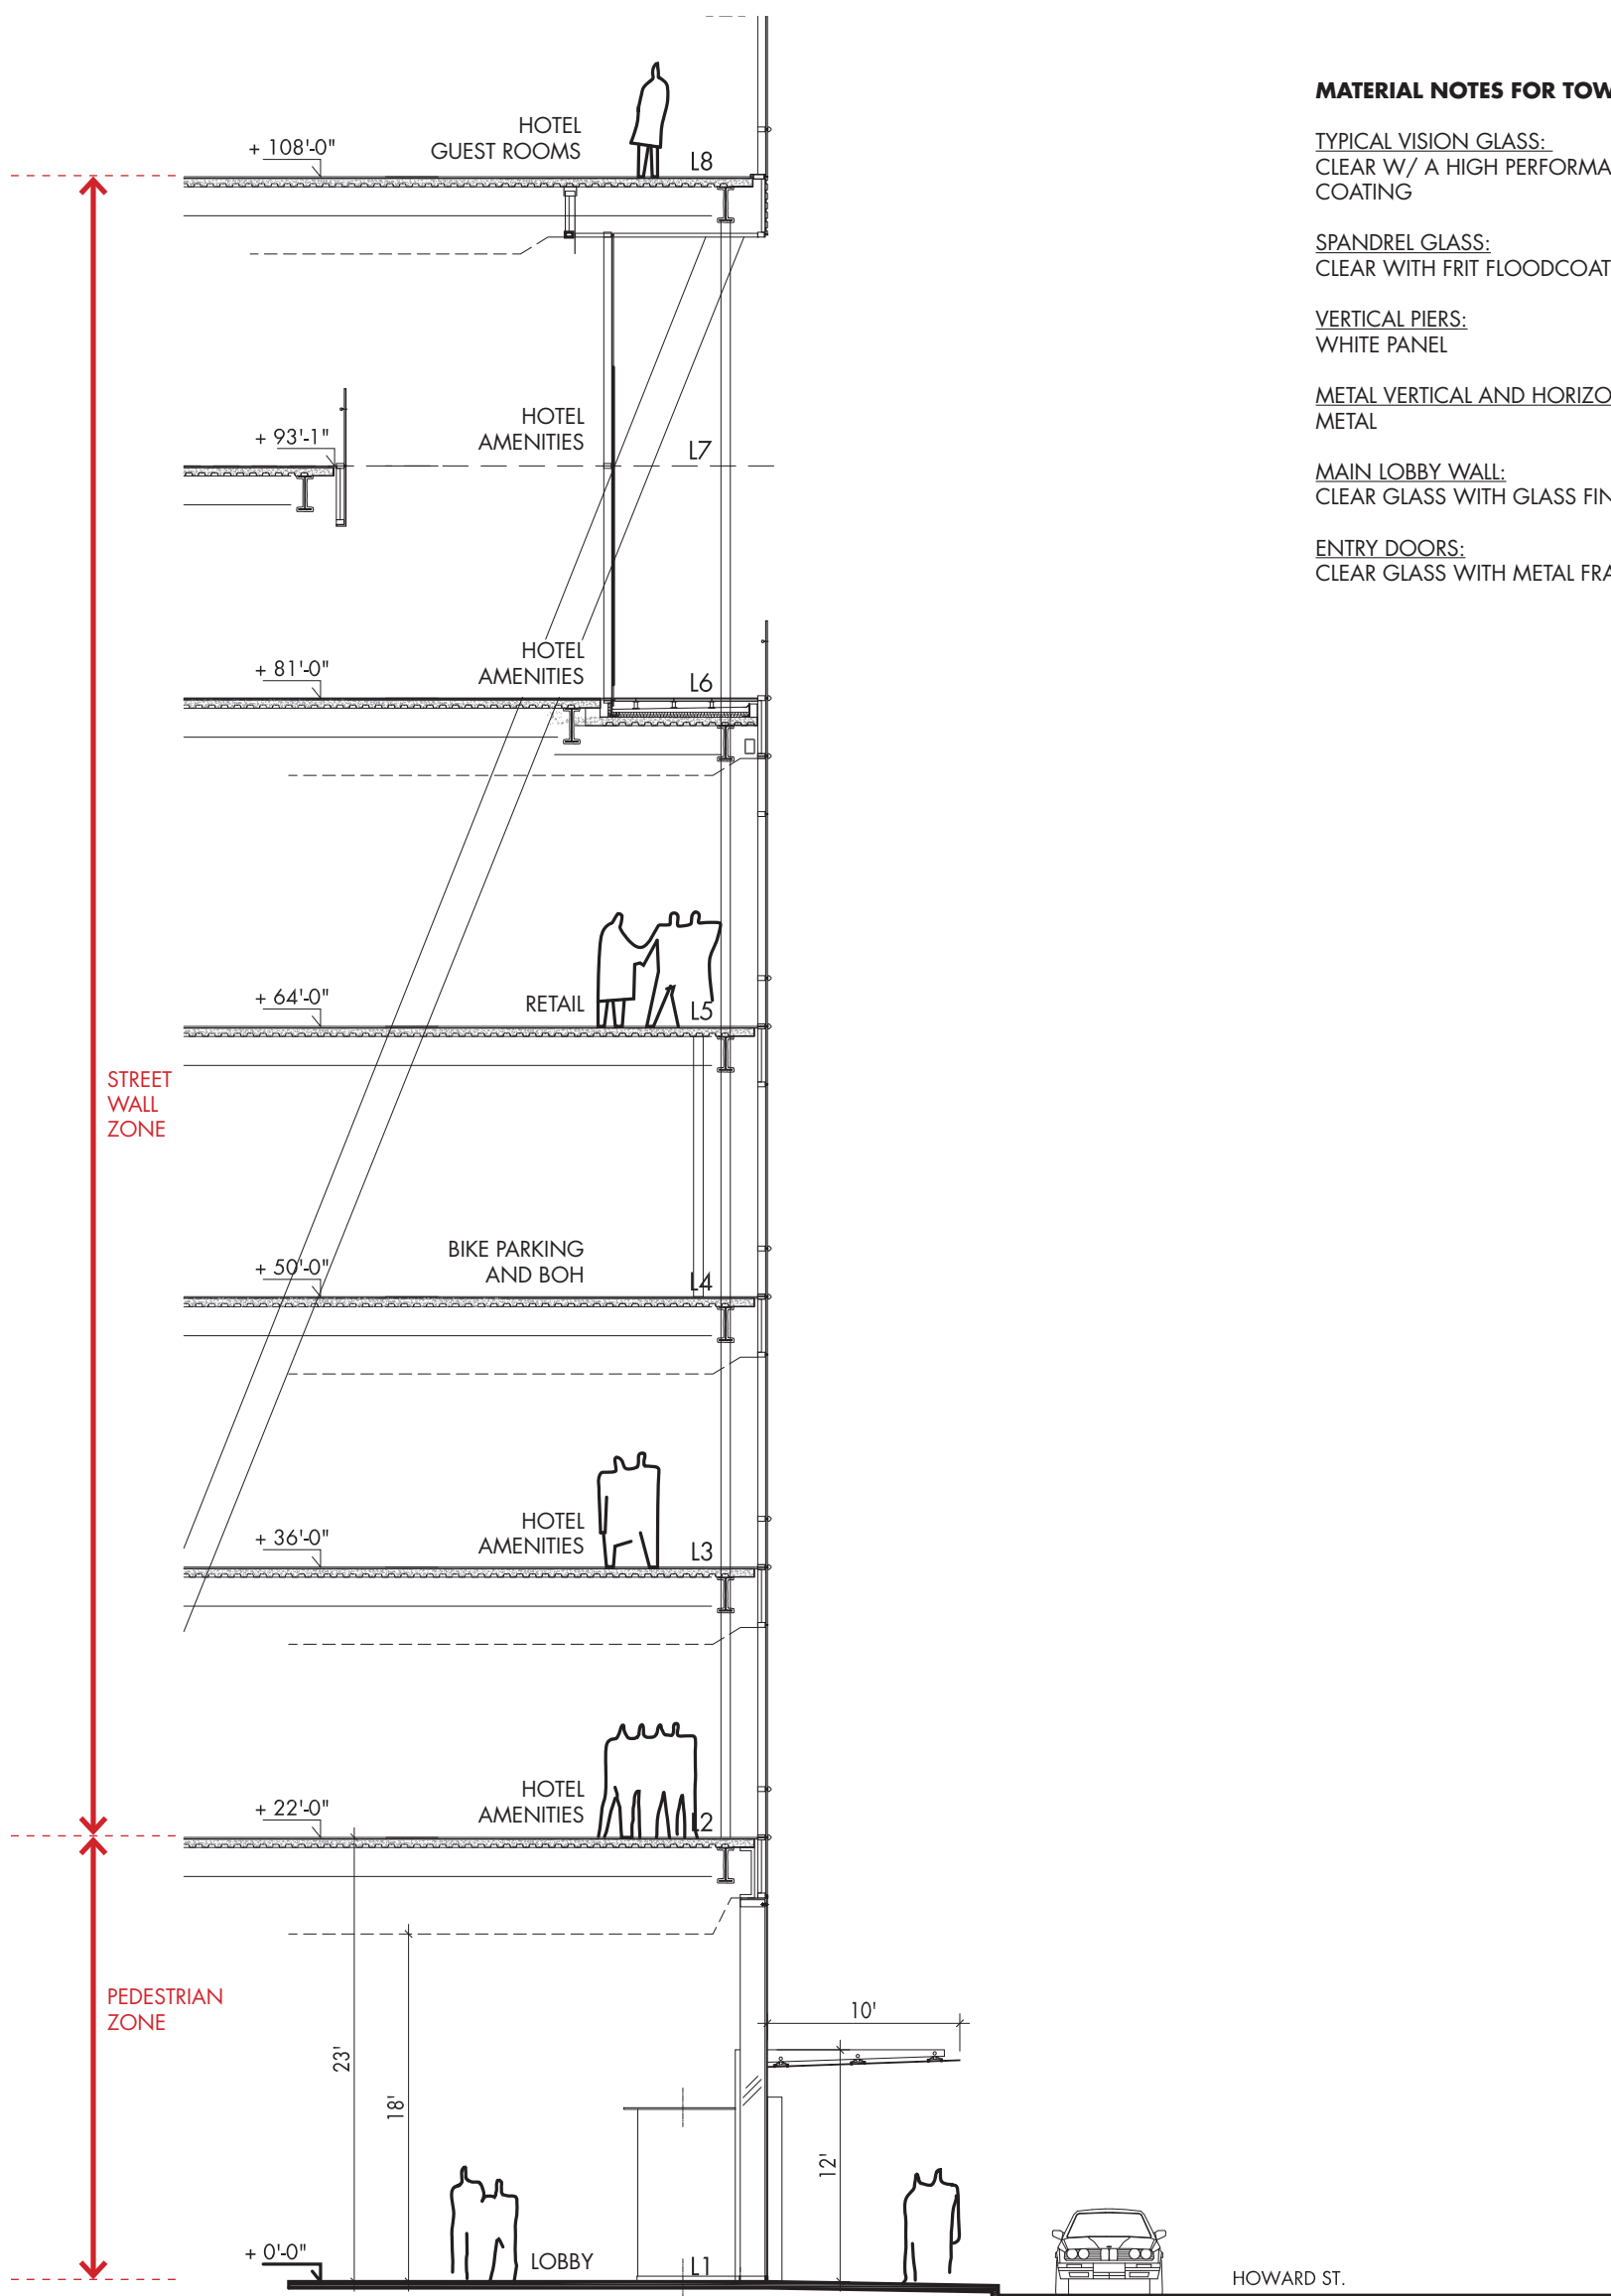 MATERIAL NOTES FOR TOW
TYPICAL VISION GLASS:
CLEAR W/ A HIGH PERFORMA
COATING
SPANDREL GLASS:
CLEAR WITH FRIT FLOODCOAT
VERTICAL PIERS:
WHITE PANEL
METAL VERTICAL AND HORIZO
METAL
MAIN LOBBY WALL:
CLEAR GLASS WITH GLASS FIN
ENTRY DOORS:
CLEAR GLASS WITH METAL FRA
+ 108'-0"
HOTEL
GUEST ROOMS
L8
+ 93'-1"
HOTEL
AMENITIES
L7
+ 81'-0"
HOTEL
AMENITIES
L6
+ 64'-0"
RETAIL
L5
STREET
WALL
ZONE
+ 50'-0"
BIKE PARKING
AND BOH
L4
+ 36'-0"
HOTEL
AMENITIES
L3
+ 22'-0"
HOTEL
AMENITIES
L2
PEDESTRIAN
ZONE
23'
18'
10'
12'
+ 0'-0"
LOBBY
L1
HOWARD ST.